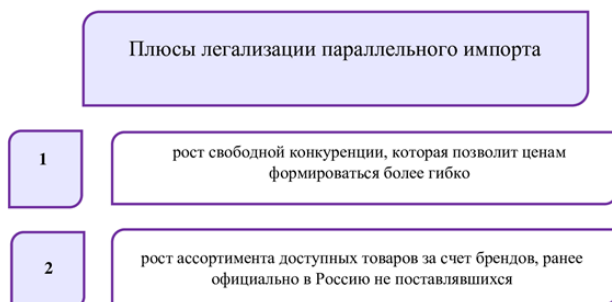 Плюсы легализации параллельного импорта
1
рост свободной конкуренции, которая позволит ценам
формироваться более гибко
2
рост ассортимента доступных товаров за счет брендов, ранее
официально в Россию не поставлявшихся